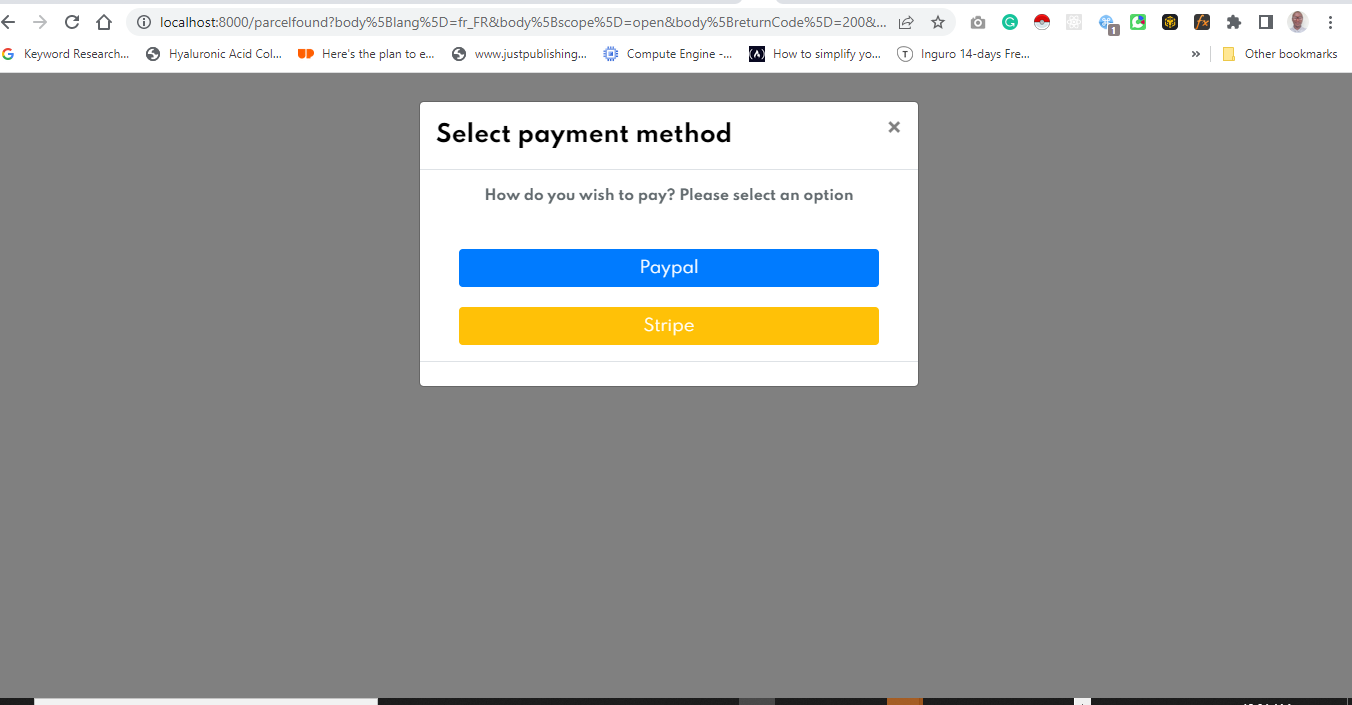 localhost:8000/parcelfound?body%5Blang%5D=fr_FR&body%5Bscope%5D=open&body%5BreturnCode%5D=200&...
1
Keyword Research... Hyaluronic Acid Col... Here's the plan to e... www.justpublishing... Compute Engine -... How to simplify yo... Inguro 14-days Fre... » Other bookmarks
Select payment method ×
How do you wish to pay? Please select an option
Paypal
Stripe